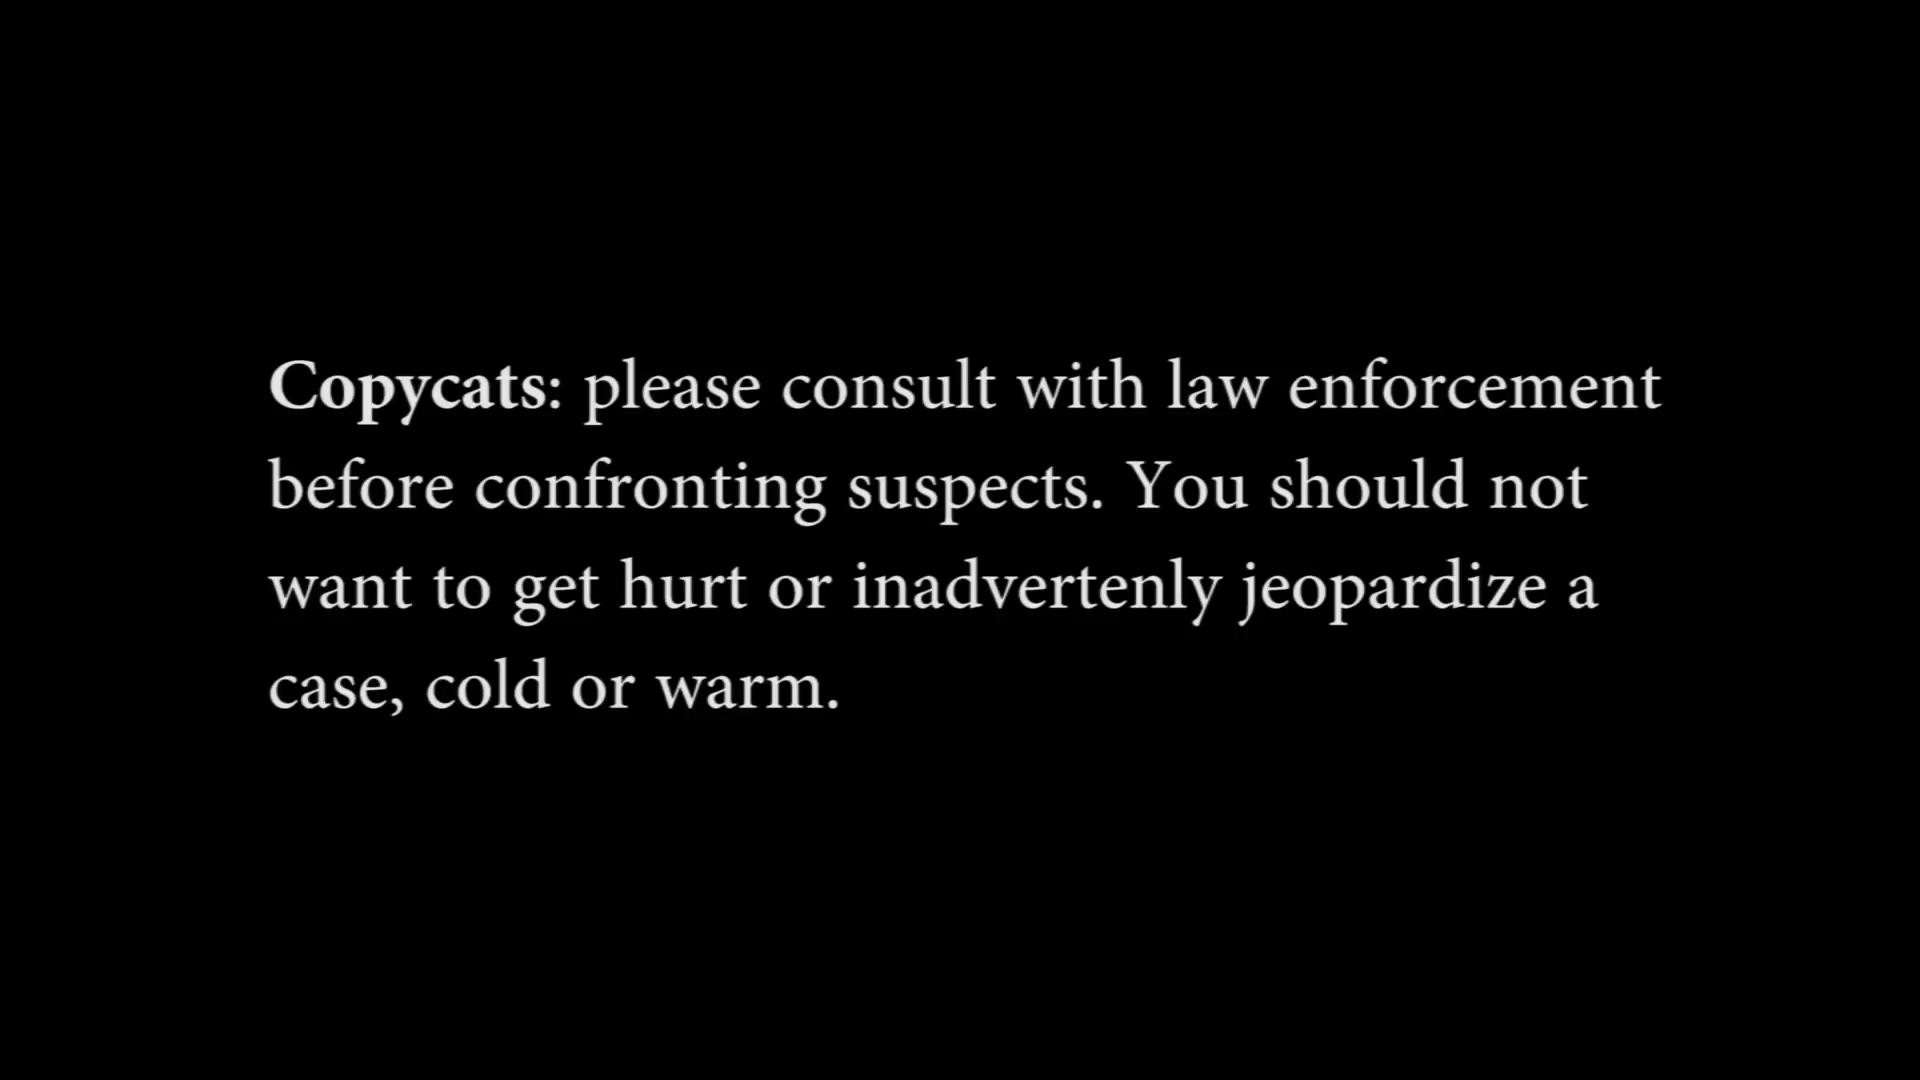 Copycats: please consult with law enforcement
before confronting suspects. You should not
want to get hurt or inadvertenly jeopardize a
case, cold or warm.